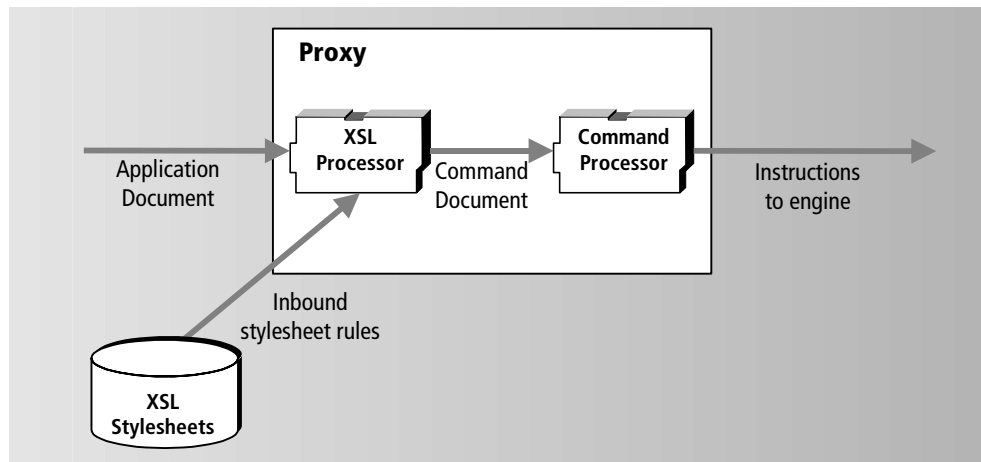 Proxy
XSL
Processor
Command
Processor
Application
Document
Command
Document
Instructions
to engine
Inbound
stylesheet rules
XSL
Stylesheets